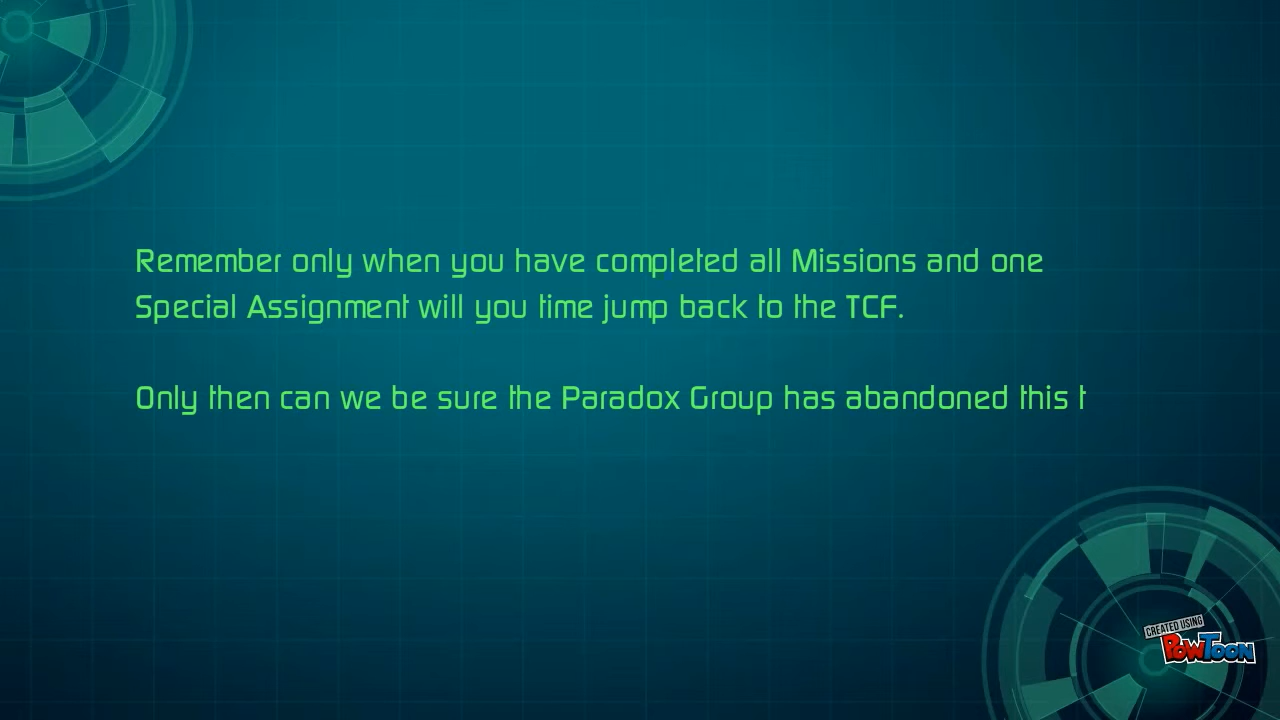 Remember only when you have completed all Missions and one
Special Assignment will you time jump back to the TCF.
Only then can we be sure the Paradox Group has abandoned this t
CREATED USING
POWTOON